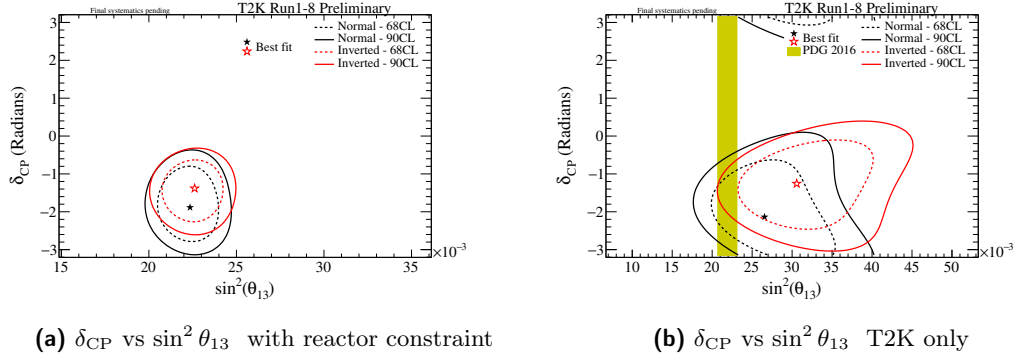 Final systematics pending
T2K Run1-8 Preliminary
Normal - 68CL
Normal - 90CL
Inverted - 68CL
Inverted - 90CL
Best fit
δCP (Radians)
3
2
1
0
−1
−2
−3
15 20 25 30 35
×10⁻³
sin²(θ₁₃)
(a) δCP vs sin² θ₁₃ with reactor constraint
Final systematics pending
T2K Run1-8 Preliminary
Normal - 68CL
Normal - 90CL
Inverted - 68CL
Inverted - 90CL
Best fit
PDG 2016
δCP (Radians)
3
2
1
0
−1
−2
−3
10 15 20 25 30 35 40 45 50
×10⁻³
sin²(θ₁₃)
(b) δCP vs sin² θ₁₃ T2K only